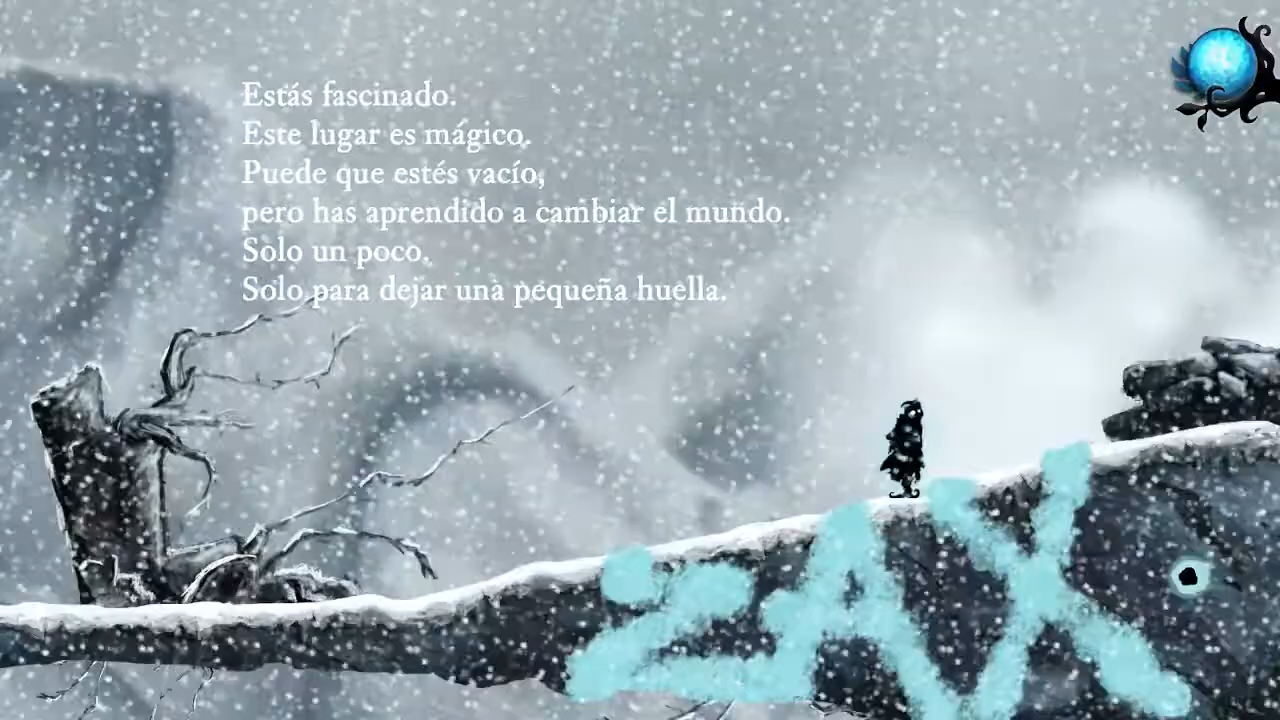 Estás fascinado.
Este lugar es mágico.
Puede que estés vacío,
pero has aprendido a cambiar el mundo.
Solo un poco.
Solo para dejar una pequeña huella.
ZAX